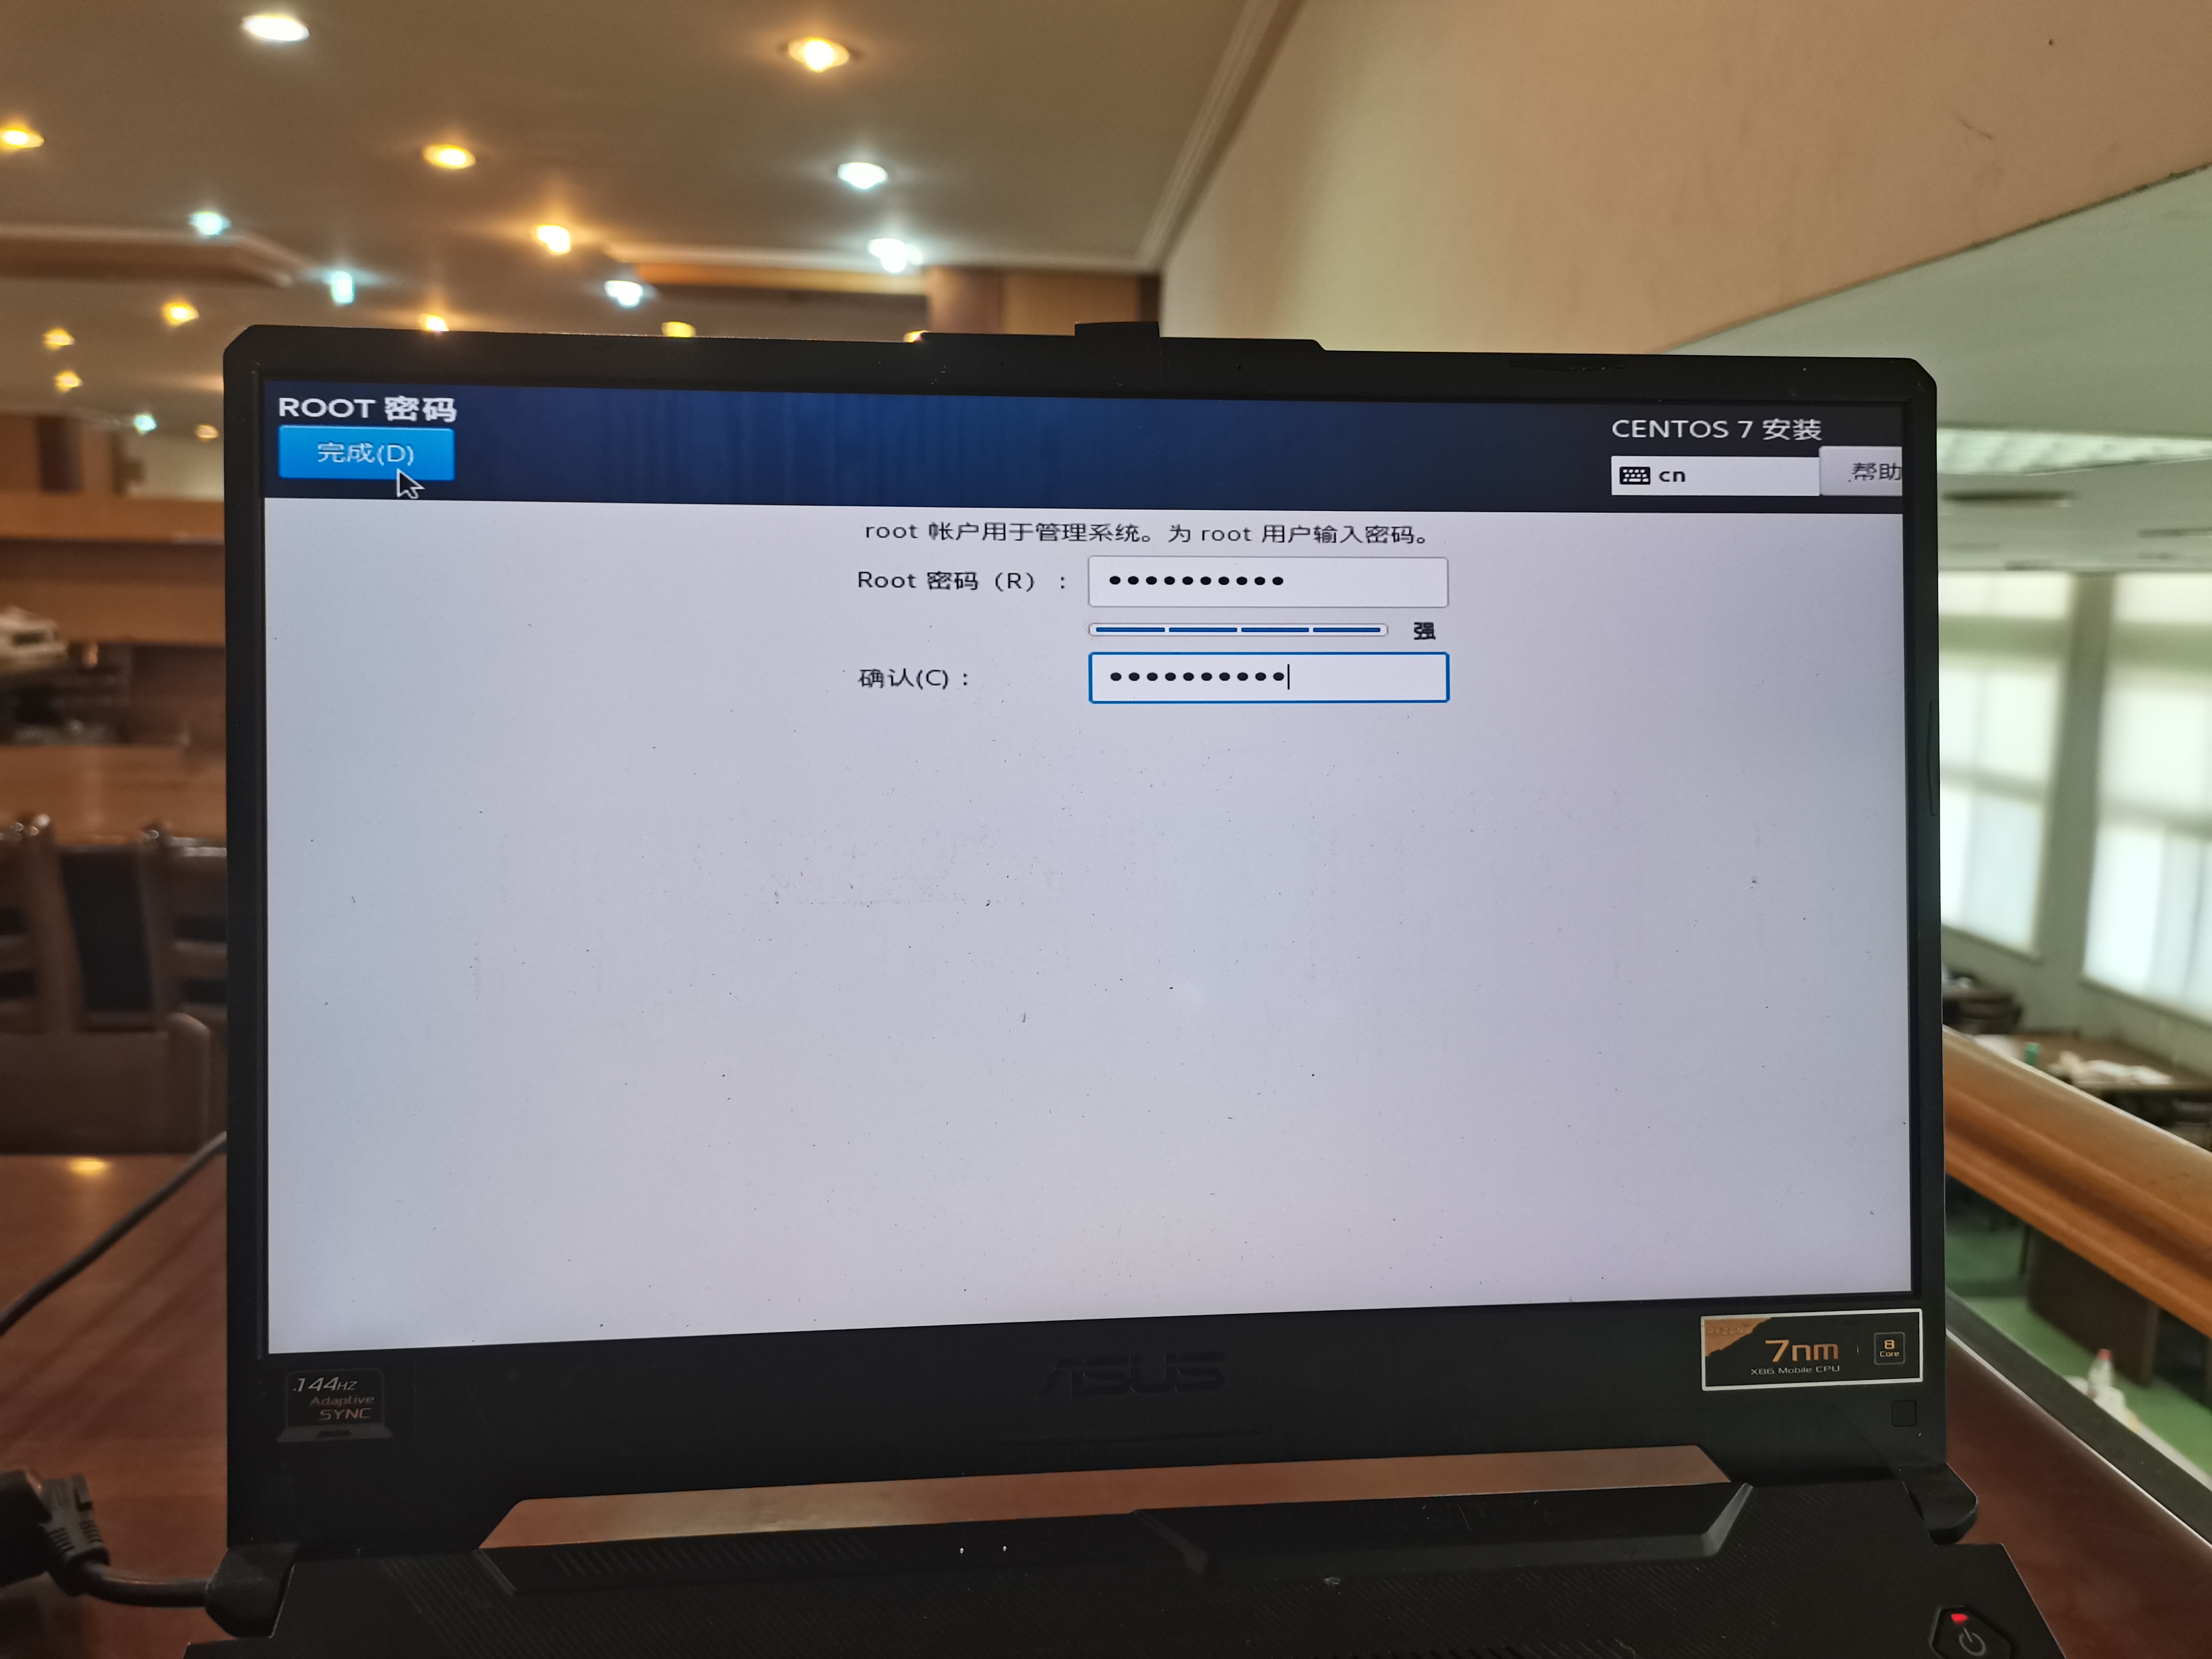 ROOT 密码
完成(D)
CENTOS 7 安装
cn
帮助
root 帐户用于管理系统。为 root 用户输入密码。
Root 密码（R）：
●●●●●●●●●●
强
确认(C)：
●●●●●●●●●●
144HZ
Adaptive
SYNC
ASUS
7nm
X86 Mobile CPU
8
Core